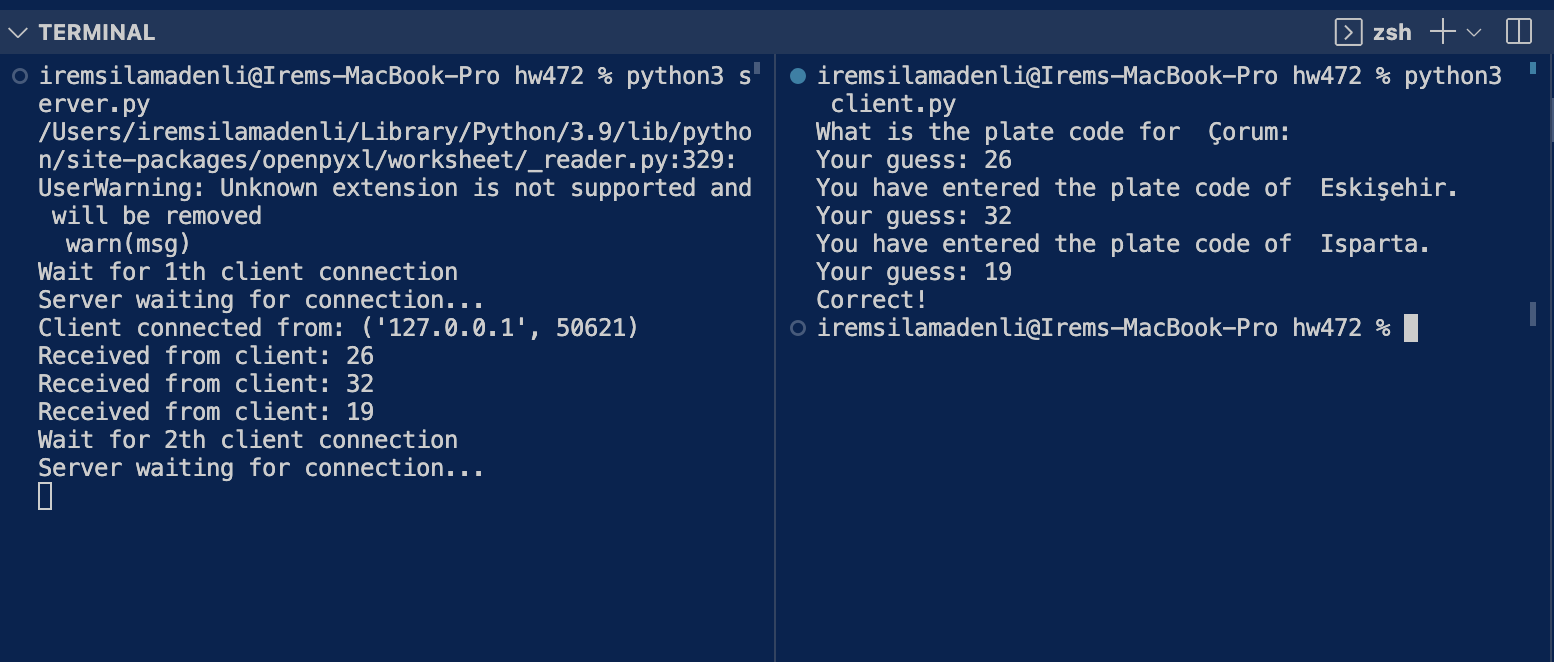 TERMINAL
zsh
iremsilamadenli@Irems-MacBook-Pro hw472 % python3 s
erver.py
/Users/iremsilamadenli/Library/Python/3.9/lib/pytho
n/site-packages/openpyxl/worksheet/_reader.py:329:
UserWarning: Unknown extension is not supported and
 will be removed
  warn(msg)
Wait for 1th client connection
Server waiting for connection...
Client connected from: ('127.0.0.1', 50621)
Received from client: 26
Received from client: 32
Received from client: 19
Wait for 2th client connection
Server waiting for connection...
iremsilamadenli@Irems-MacBook-Pro hw472 % python3
 client.py
What is the plate code for  Çorum:
Your guess: 26
You have entered the plate code of  Eskişehir.
Your guess: 32
You have entered the plate code of  Isparta.
Your guess: 19
Correct!
iremsilamadenli@Irems-MacBook-Pro hw472 %